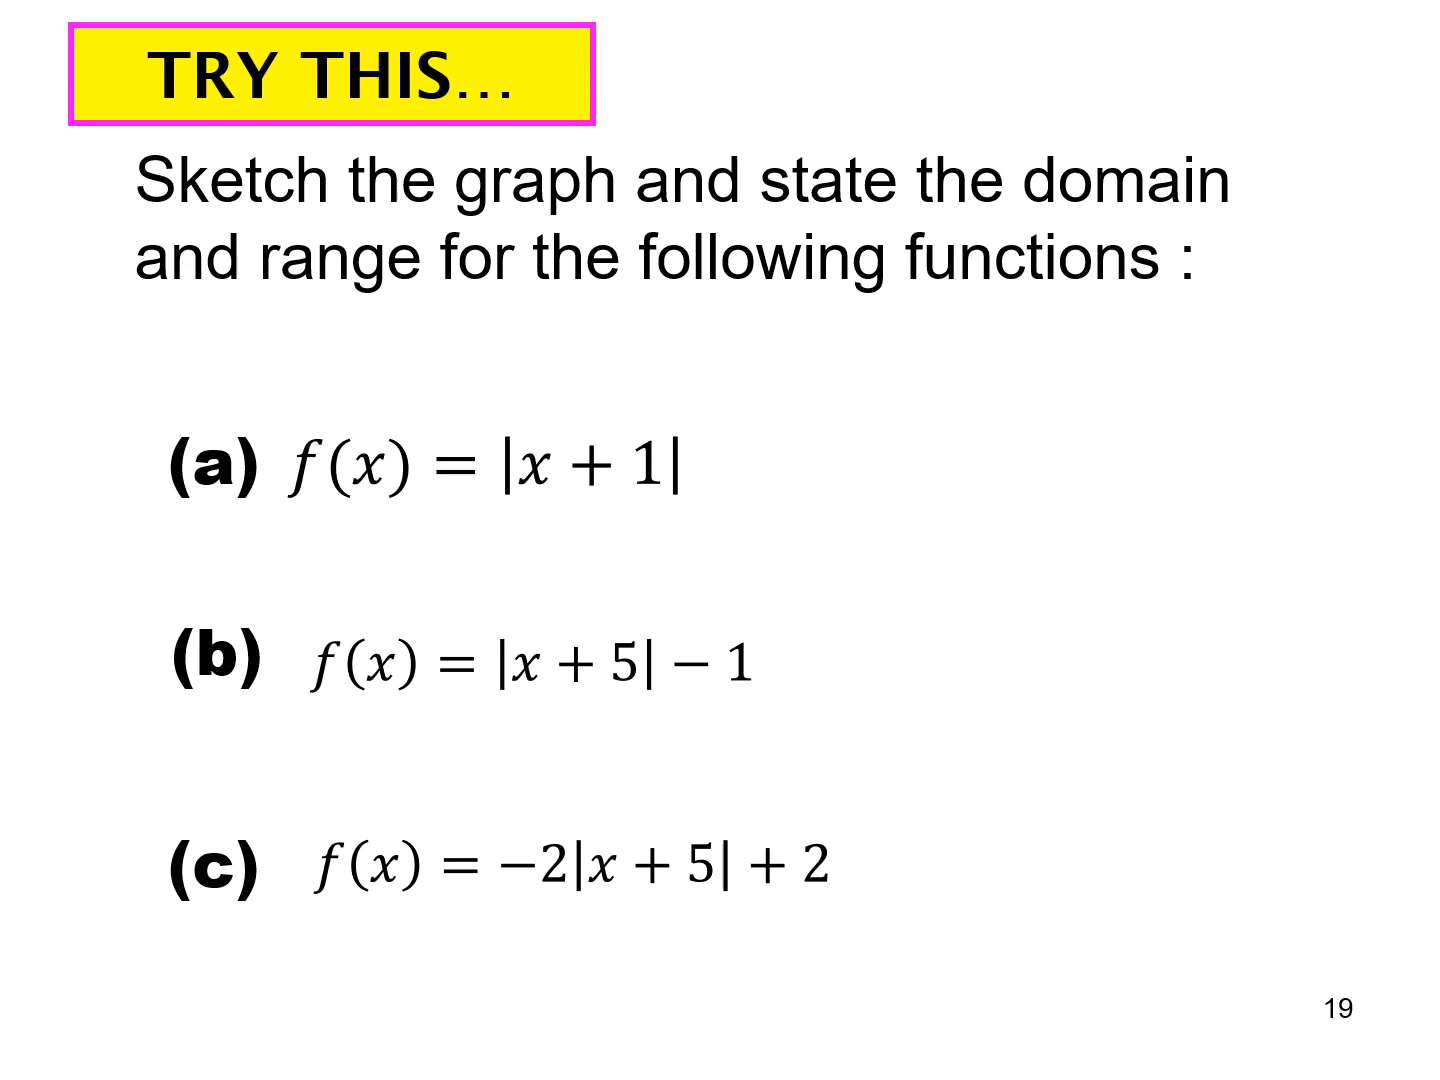 TRY THIS…
Sketch the graph and state the domain
and range for the following functions :
(a) f(x) = |x + 1|
(b) f(x) = |x + 5| − 1
(c) f(x) = −2|x + 5| + 2
19